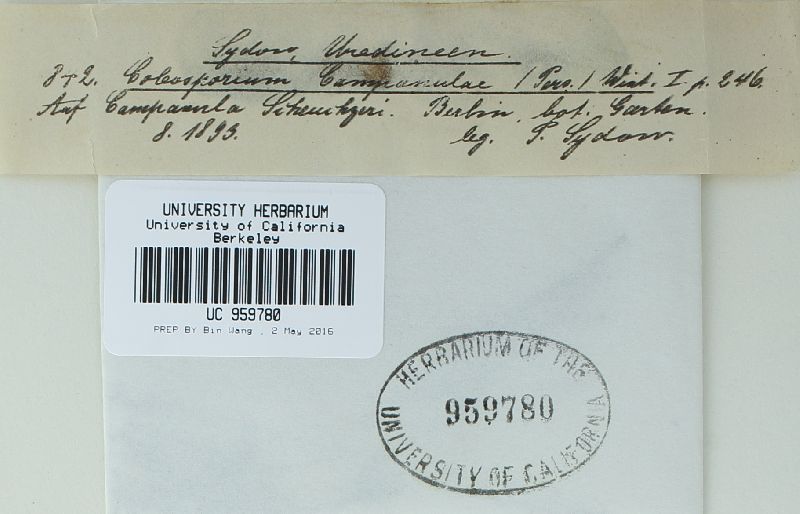 Sydow, Uredineen.
872. Coleosporium Campanulae (Pers.) Wint. I. p. 246.
Auf Campanula Scheuchzeri. Berlin, bot. Garten.
8. 1893. leg. P. Sydow.
UNIVERSITY HERBARIUM
University of California
Berkeley
UC 959780
PREP BY Bin Wang , 2 May 2016
HERBARIUM OF THE
959780
UNIVERSITY OF CALIFORNIA